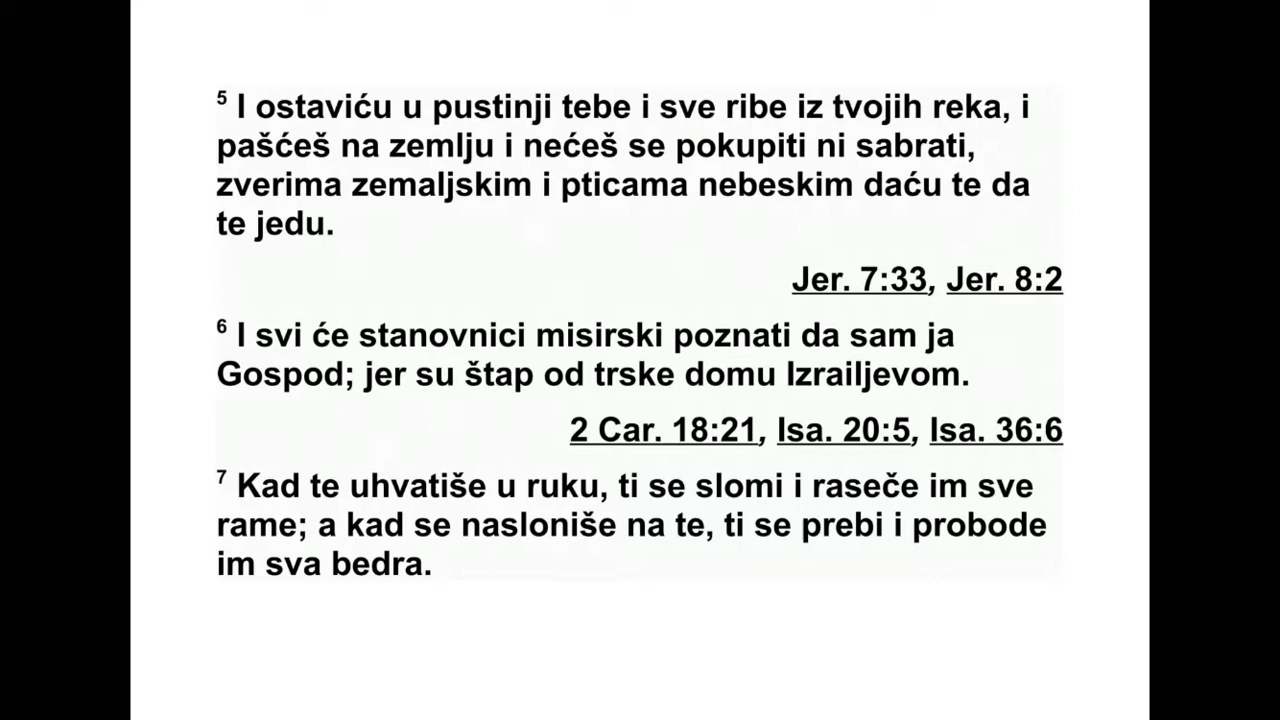 5 I ostaviću u pustinji tebe i sve ribe iz tvojih reka, i
pašćeš na zemlju i nećeš se pokupiti ni sabrati,
zverima zemaljskim i pticama nebeskim daću te da
te jedu.
Jer. 7:33, Jer. 8:2
6 I svi će stanovnici misirski poznati da sam ja
Gospod; jer su štap od trske domu Izrailjevom.
2 Car. 18:21, Isa. 20:5, Isa. 36:6
7 Kad te uhvatiše u ruku, ti se slomi i raseče im sve
rame; a kad se nasloniše na te, ti se prebi i probode
im sva bedra.